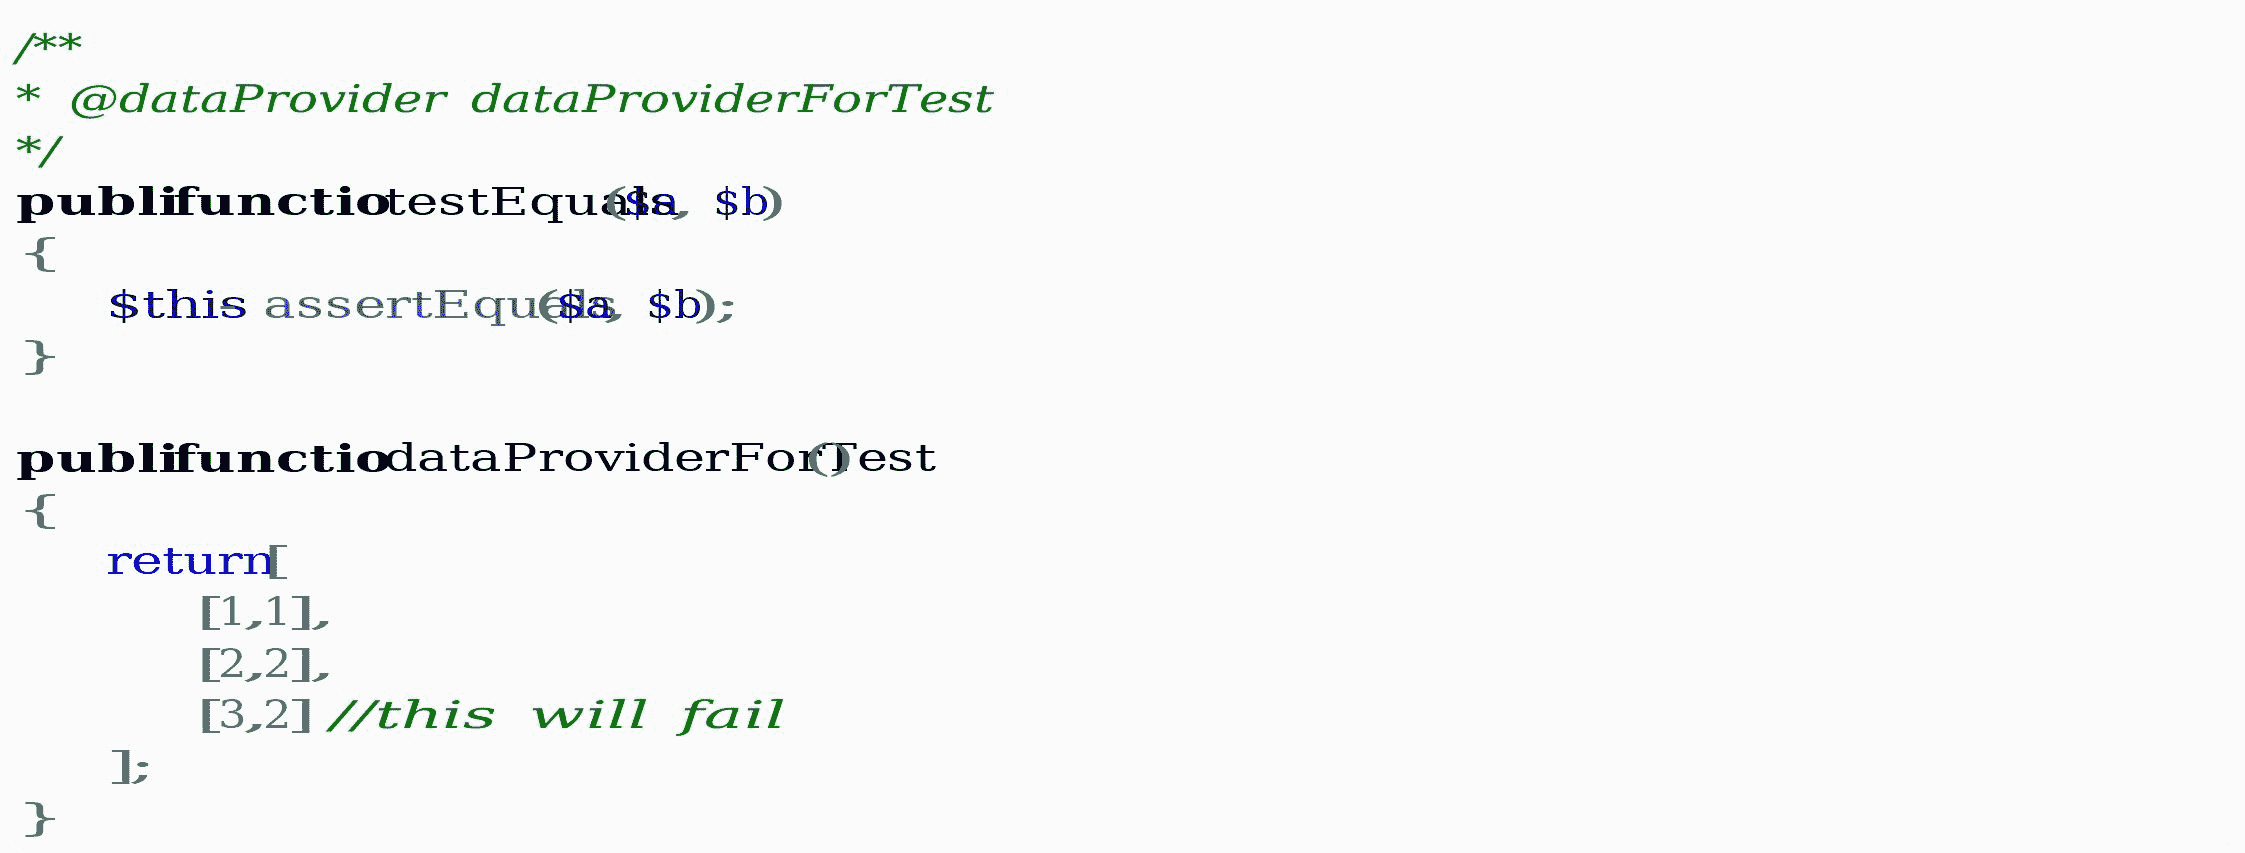 /**
* @dataProvider dataProviderForTest
*/
public function testEquals($a, $b)
{
$this->assertEquals($a, $b);
}
public function dataProviderForTest()
{
return [
[1,1],
[2,2],
[3,2] //this will fail
];
}